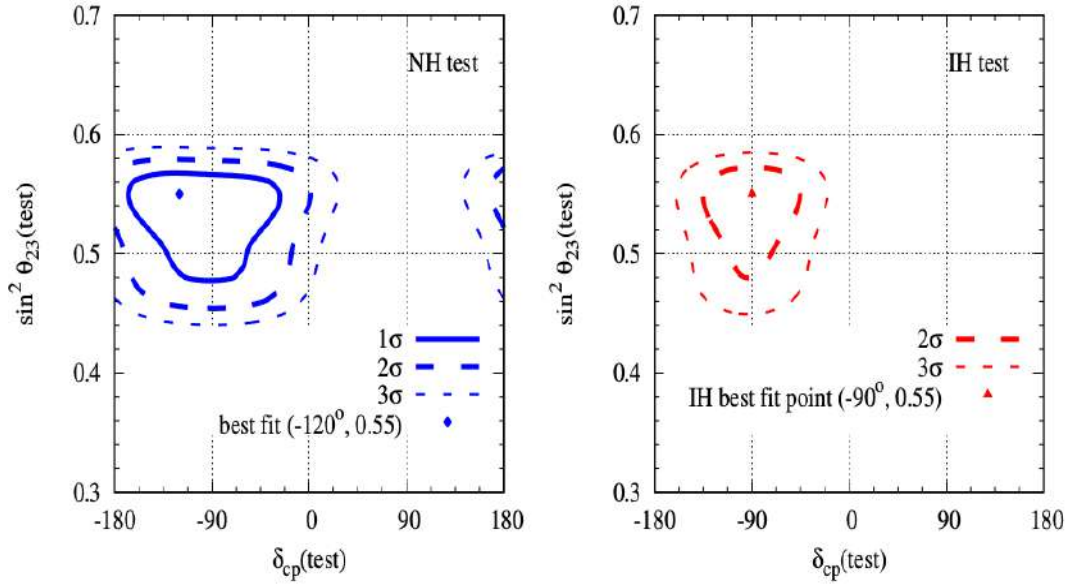 0.7
0.6
0.5
0.4
0.3
sin² θ₂₃(test)
NH test
1σ
2σ
3σ
best fit (-120°, 0.55)
-180 -90 0 90 180
δcp(test)
0.7
0.6
0.5
0.4
0.3
sin² θ₂₃(test)
IH test
2σ
3σ
IH best fit point (-90°, 0.55)
-180 -90 0 90 180
δcp(test)